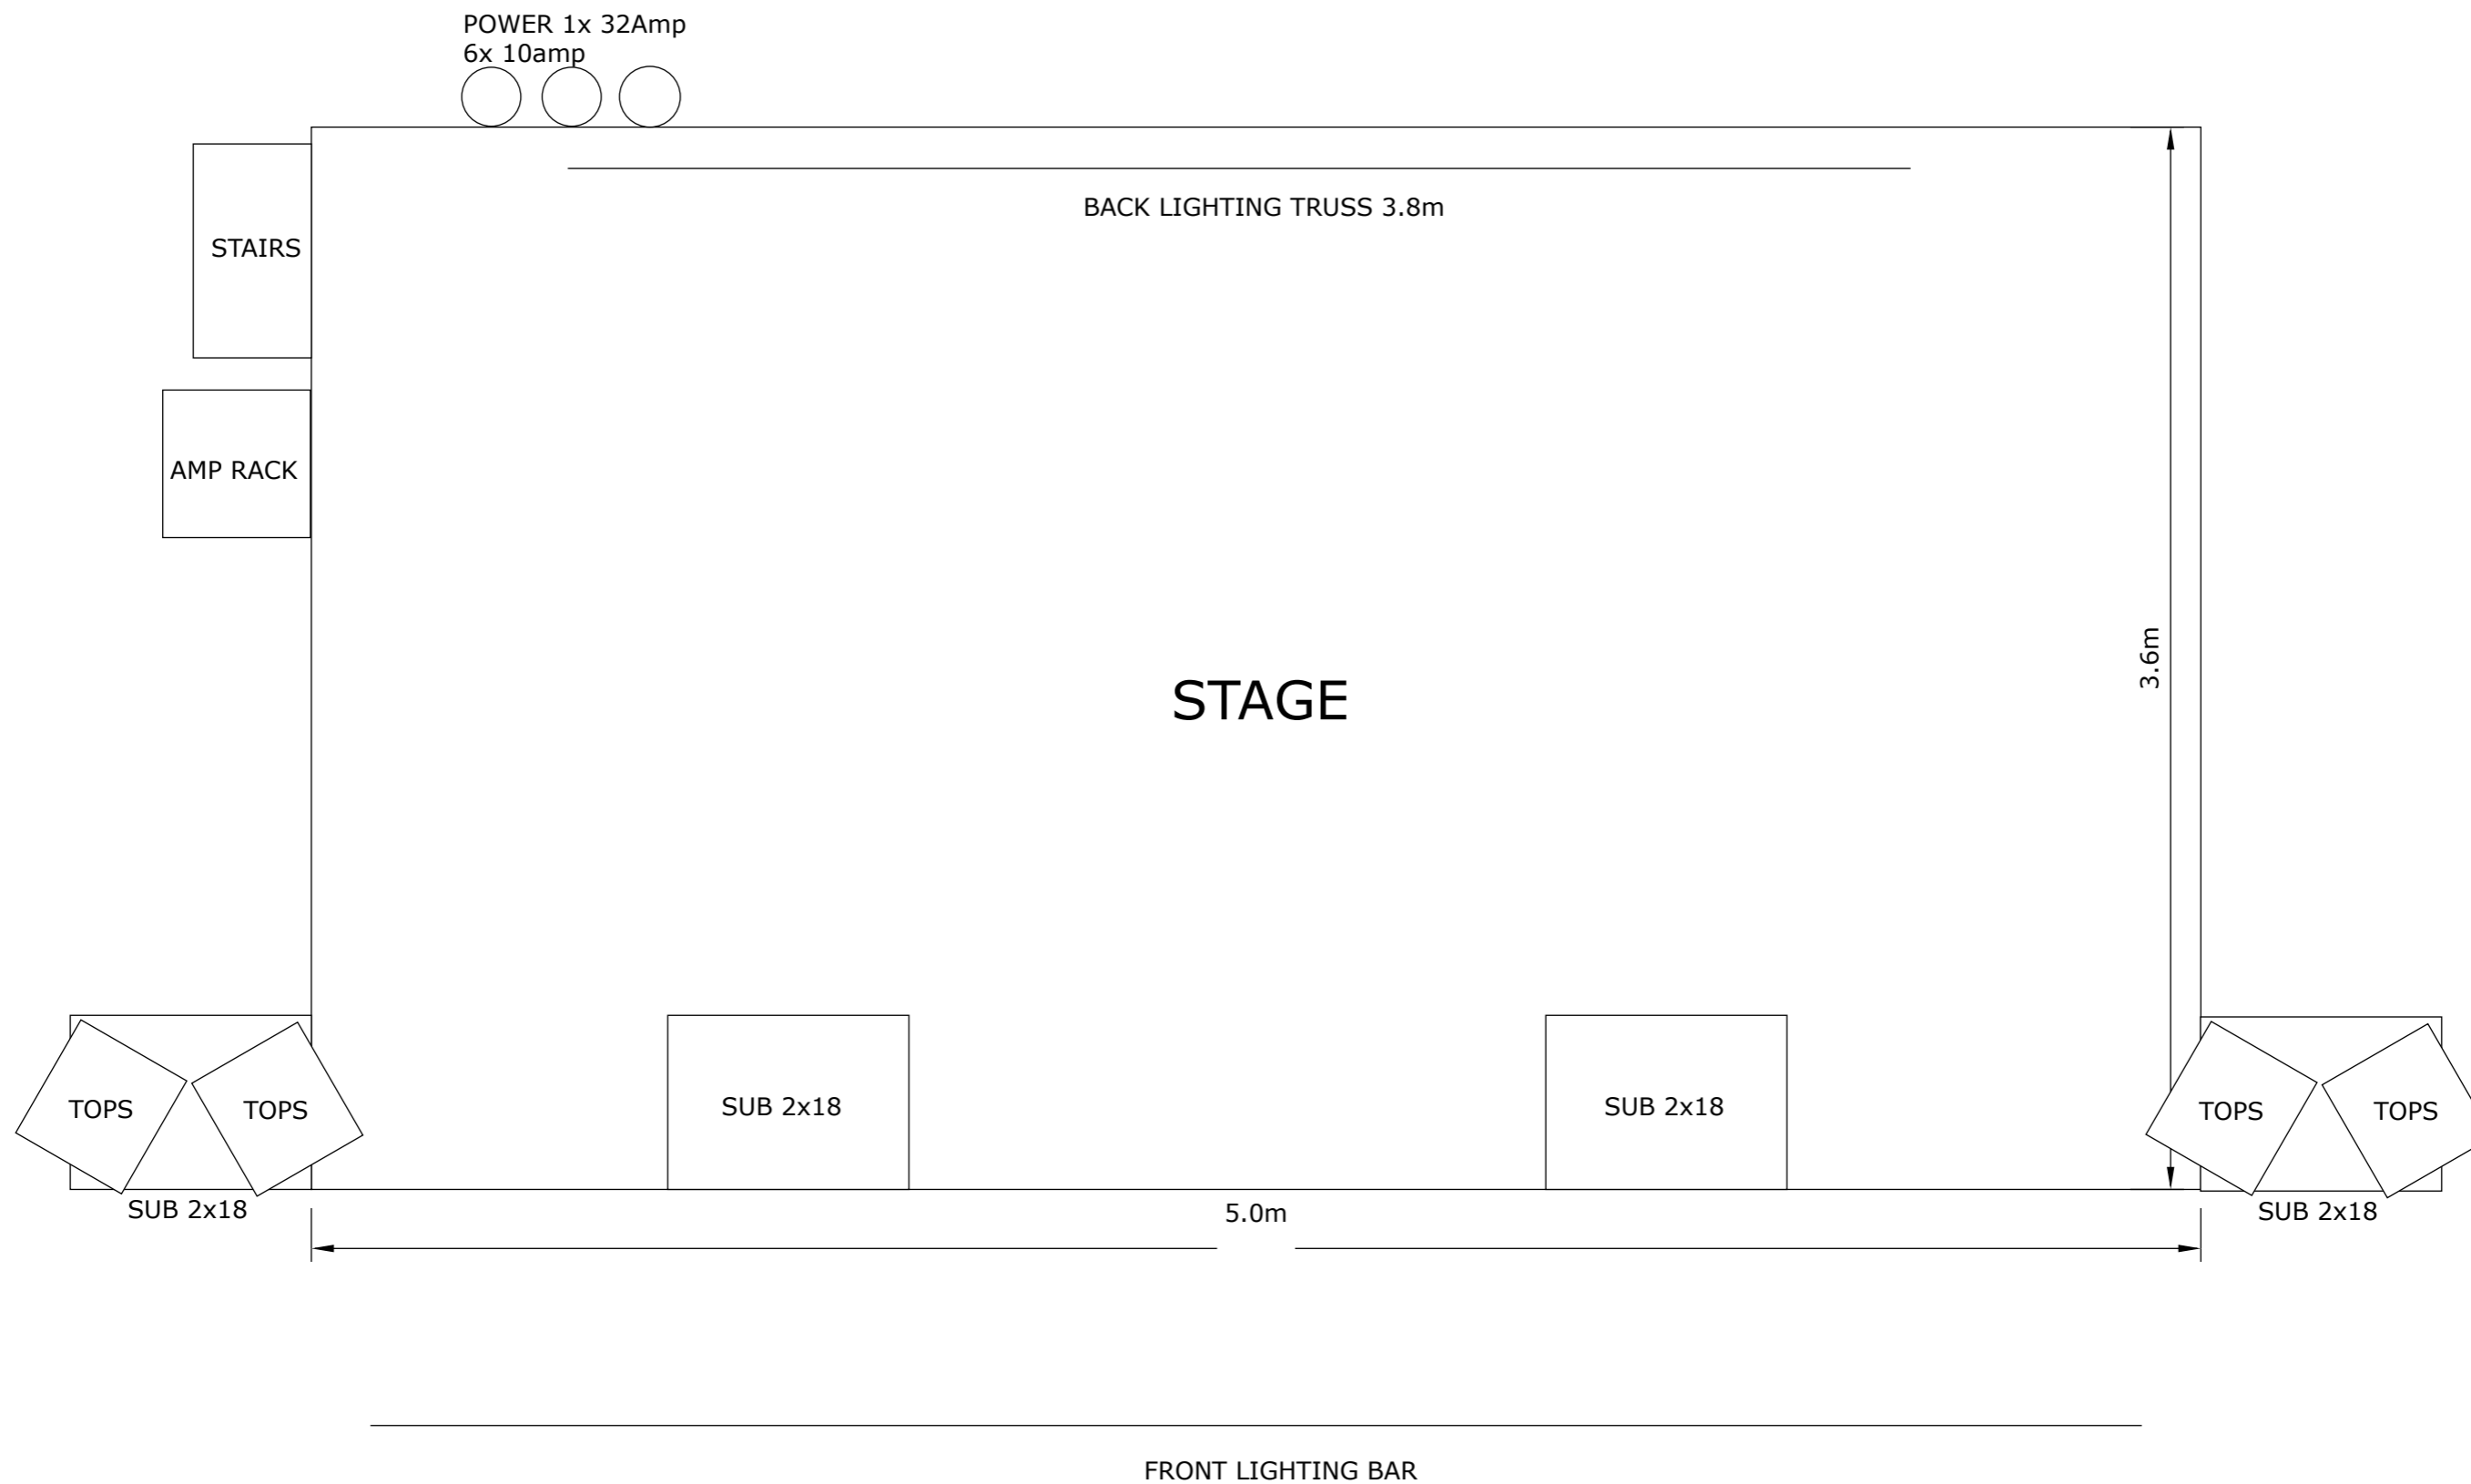 POWER 1x 32Amp
6x 10amp
BACK LIGHTING TRUSS 3.8m
STAIRS
AMP RACK
3.6m
STAGE
TOPS
TOPS
SUB 2x18
SUB 2x18
TOPS
TOPS
SUB 2x18
5.0m
SUB 2x18
FRONT LIGHTING BAR